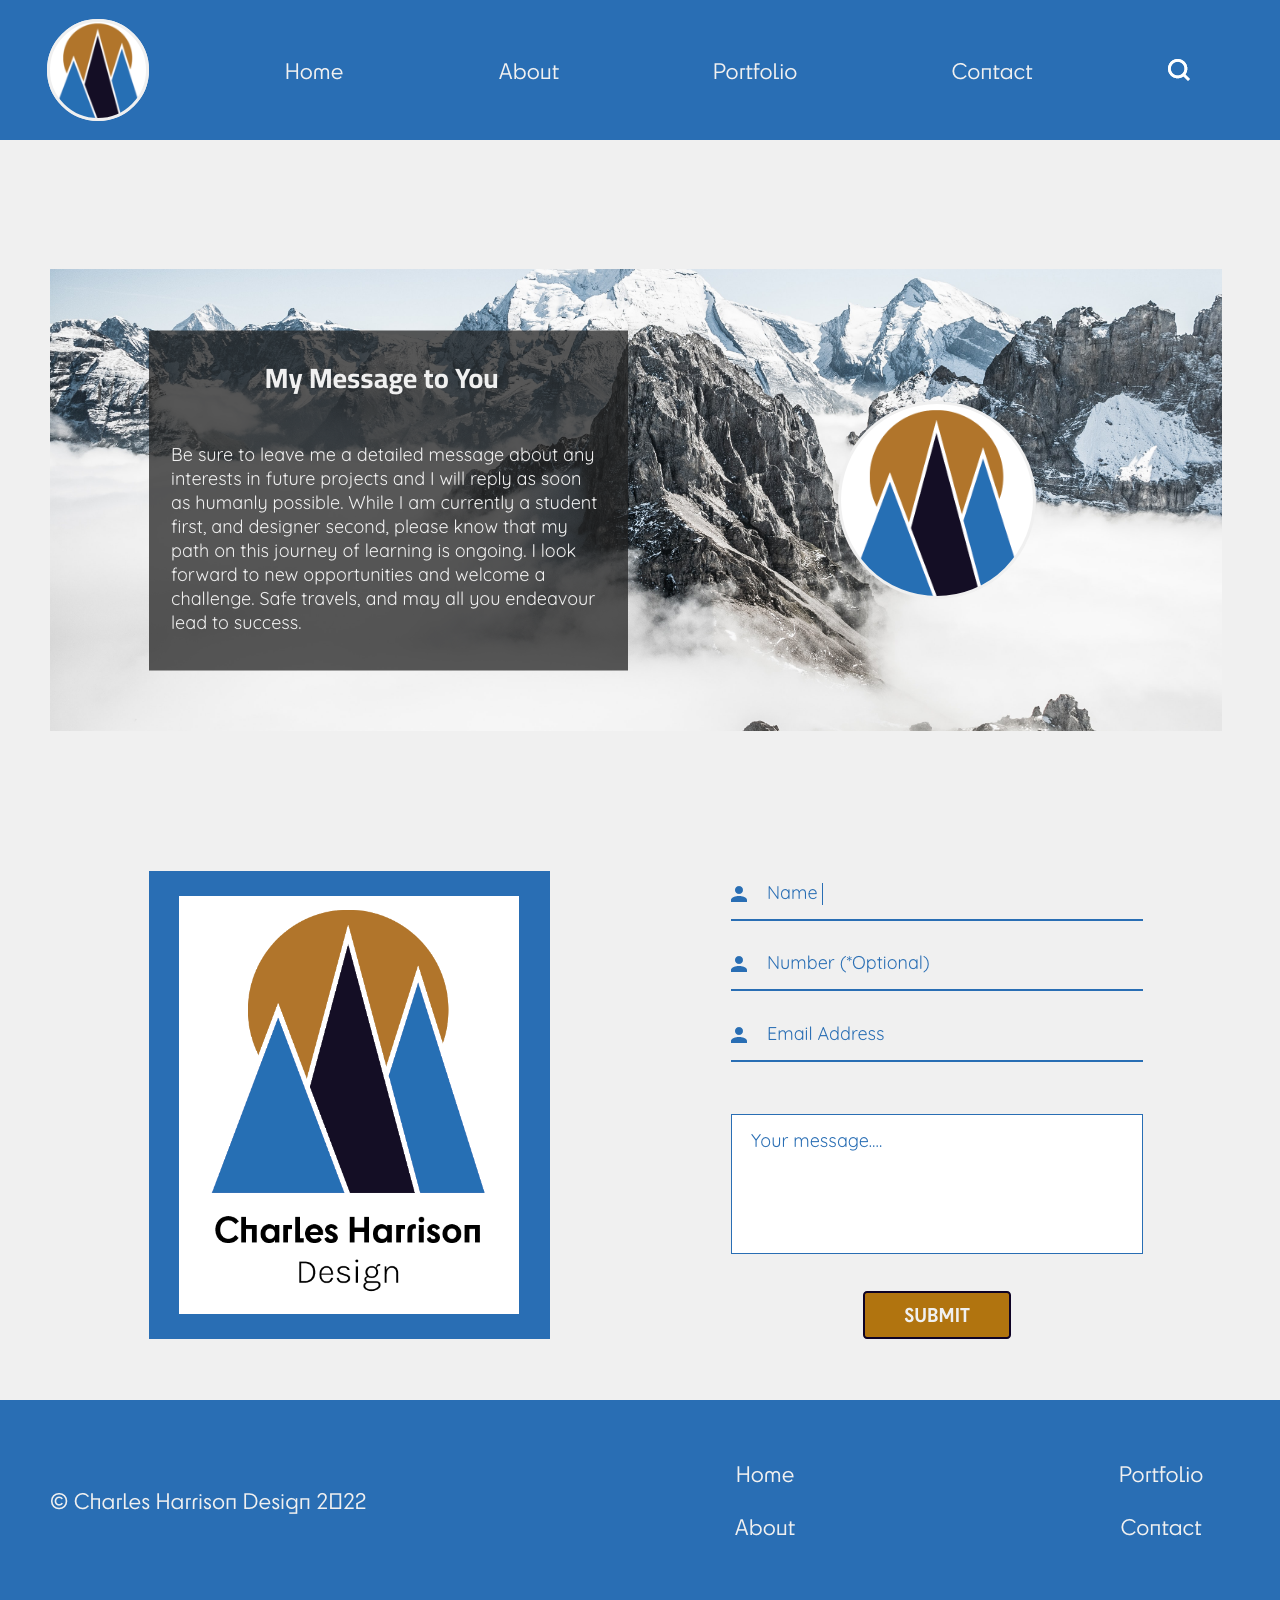 Home
About
Portfolio
Contact
My Message to You
Be sure to leave me a detailed message about any
interests in future projects and I will reply as soon
as humanly possible. While I am currently a student
first, and designer second, please know that my
path on this journey of learning is ongoing. I look
forward to new opportunities and welcome a
challenge. Safe travels, and may all you endeavour
lead to success.
Name
Number (*Optional)
Email Address
Your message....
SUBMIT
Charles Harrison
Design
© Charles Harrison Design 2▯22
Home
Portfolio
About
Contact